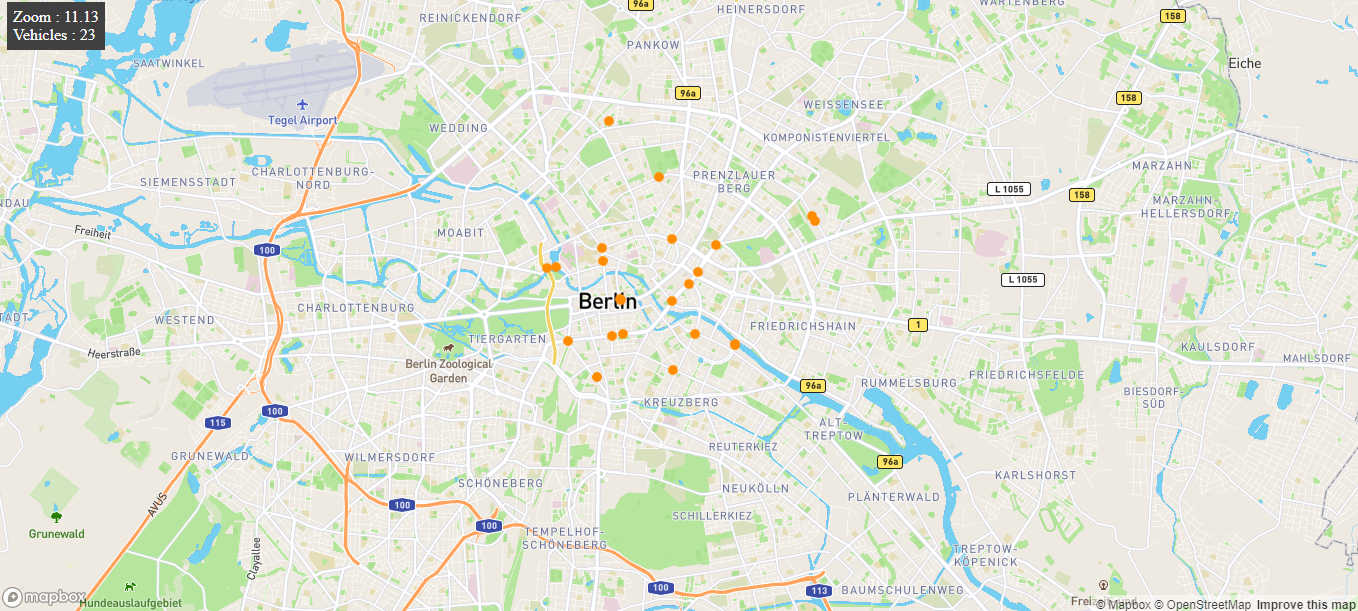 Zoom : 11.13
Vehicles : 23
96a
HEINERSDORF
WARTENBERG
158
REINICKENDORF
PANKOW
SAATWINKEL
Eiche
96a
158
WEISSENSEE
Tegel Airport
WEDDING
KOMPONISTENVIERTEL
MARZAHN
CHARLOTTENBURG-
NORD
SIEMENSSTADT
PRENZLAUER
BERG
L 1055
158
MARZAHN-
HELLERSDORF
NDAU
Freiheit
MOABIT
100
L 1055
CHARLOTTENBURG
Berlin
WESTEND
TADT
FRIEDRICHSHAIN
1
TIERGARTEN
Heerstraße
KAULSDORF
MAHLSDORF
Berlin Zoological
Garden
FRIEDRICHSFELDE
RUMMELSBURG
96a
BIESDORF-
SÜD
KREUZBERG
100
115
ALT-
TREPTOW
REUTERKIEZ
GRUNEWALD
WILMERSDORF
96a
KARLSHORST
SCHÖNEBERG
NEUKÖLLN
PLÄNTERWALD
AVUS
100
SCHILLERKIEZ
100
TEMPELHOF-
SCHÖNEBERG
Grunewald
Clayallee
TREPTOW-
KÖPENICK
100
113
BAUMSCHULENWEG
mapbox
Hundeauslaufgebiet
© Mapbox © OpenStreetMap Improve this map